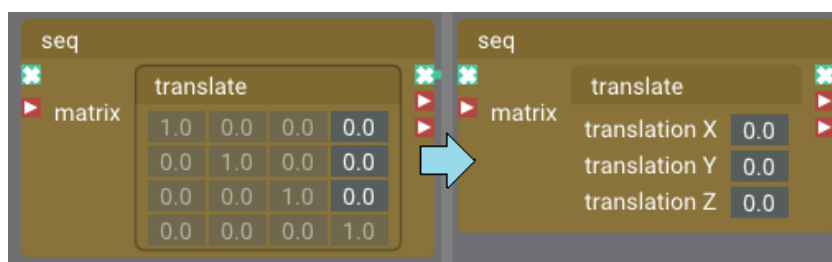 seq
translate
matrix
1.0 0.0 0.0 0.0
0.0 1.0 0.0 0.0
0.0 0.0 1.0 0.0
0.0 0.0 0.0 1.0
seq
translate
matrix
translation X 0.0
translation Y 0.0
translation Z 0.0